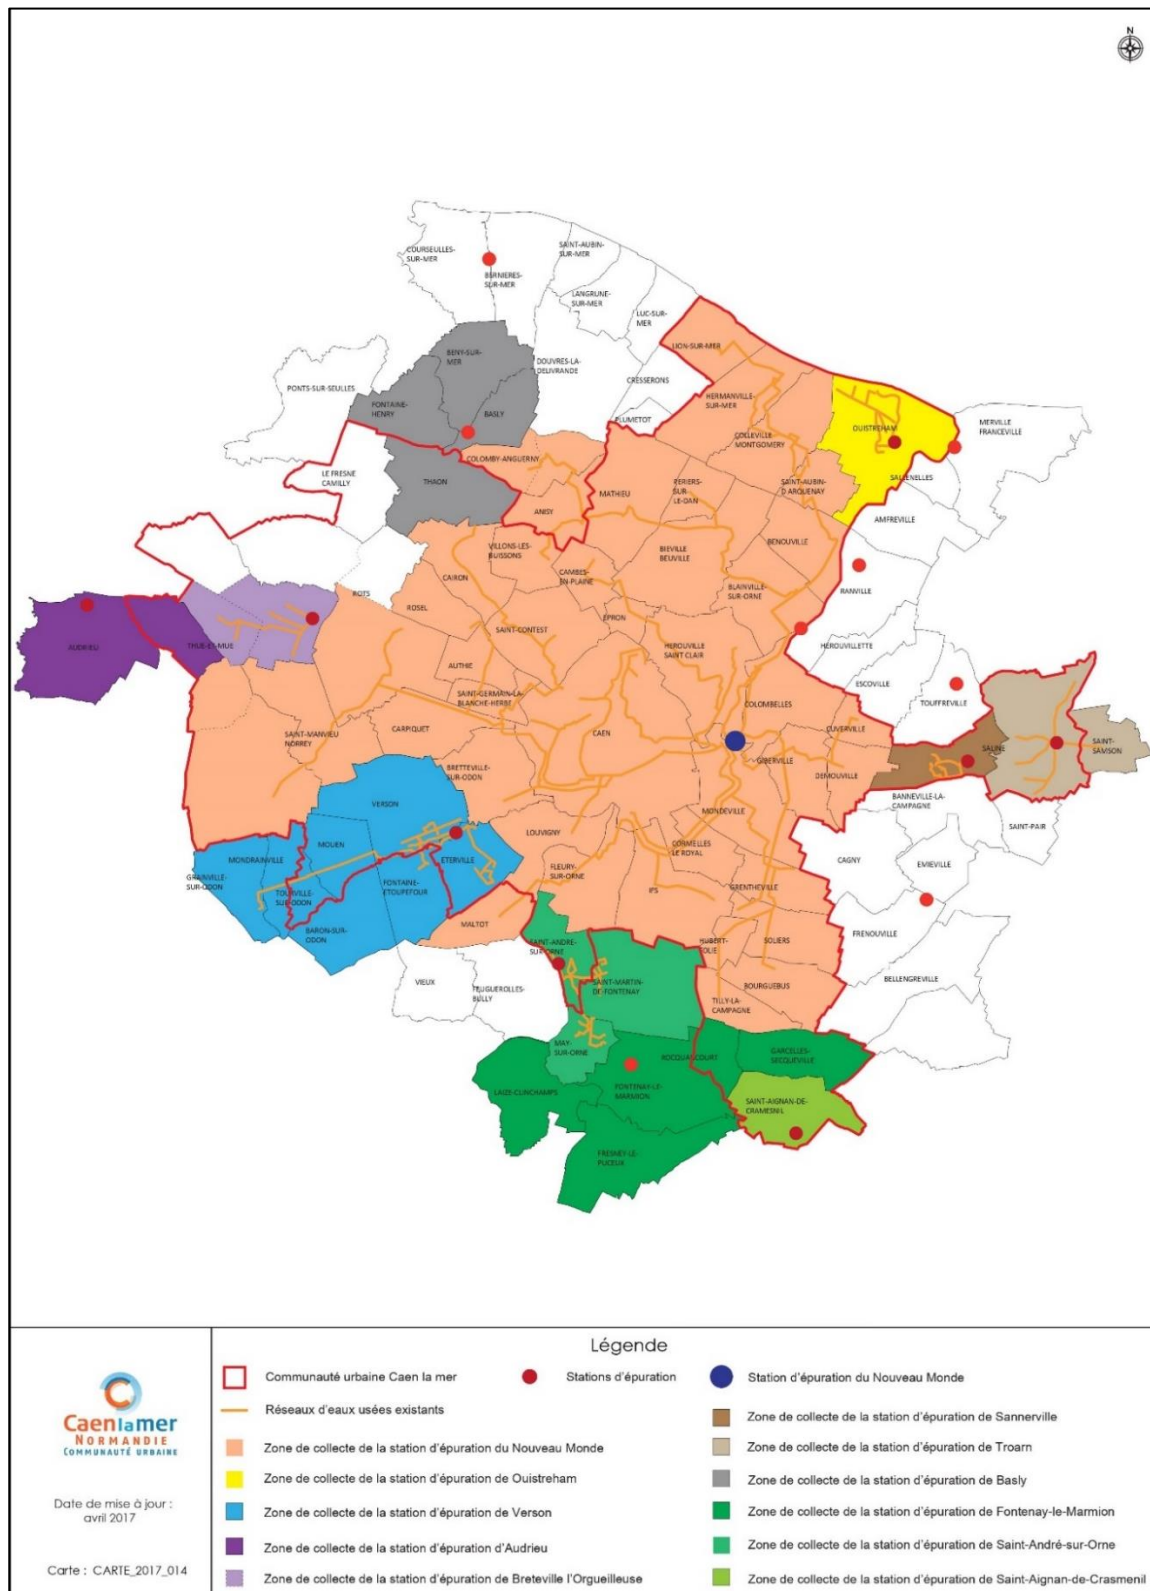 N
COURSEULLES-
SUR-MER
BERNIERES-
SUR-MER
SAINT-AUBIN-
SUR-MER
LANGRUNE-
SUR-MER
LUC-SUR-
MER
LION-SUR-MER
CRESSERONS
PLUMETOT
DOUVRES-LA-
DELIVRANDE
BENY-SUR-
MER
BASLY
FONTAINE-
HENRY
PONTS-SUR-SEULLES
HERMANVILLE-
SUR-MER
COLLEVILLE-
MONTGOMERY
OUISTREHAM
MERVILLE
FRANCEVILLE
SALLENELLES
AMFREVILLE
LE FRESNE
CAMILLY
THAON
COLOMBY-ANGUERNY
ANISY
MATHIEU
PERIERS-
SUR-
LE-DAN
SAINT-AUBIN-
D'ARQUENAY
BENOUVILLE
VILLONS-LES-
BUISSONS
BIEVILLE
BEUVILLE
CAMBES-
EN-PLAINE
CAIRON
ROTS
ROSEL
BLAINVILLE-
SUR-ORNE
RANVILLE
EPRON
SAINT-CONTEST
HEROUVILLE
SAINT CLAIR
HEROUVILLETTE
ESCOVILLE
TOUFFREVILLE
AUDRIEU
THUE-ET-MUE
AUTHIE
SAINT-GERMAIN-LA-
BLANCHE-HERBE
COLOMBELLES
CUVERVILLE
SALINE
SAINT-
SAMSON
SAINT-MANVIEU
NORREY
CARPIQUET
CAEN
GIBERVILLE
DEMOUVILLE
BRETTEVILLE-
SUR-ODON
BANNEVILLE-LA-
CAMPAGNE
SAINT-PAIR
VERSON
MONDEVILLE
LOUVIGNY
CORMELLES
LE ROYAL
CAGNY
EMIEVILLE
MOUEN
ETERVILLE
MONDRAINVILLE
GRAINVILLE-
SUR-ODON
TOURVILLE-
SUR-ODON
FONTAINE-
ETOUPEFOUR
FLEURY-
SUR-ORNE
IFS
GRENTHEVILLE
BARON-SUR-
ODON
MALTOT
FRENOUVILLE
HUBERT-
FOLIE
SOLIERS
SAINT-ANDRE-
SUR-ORNE
SAINT-MARTIN-
DE-FONTENAY
BELLENGREVILLE
VIEUX
FEUGUEROLLES-
BULLY
TILLY-LA-
CAMPAGNE
BOURGUEBUS
MAY-
SUR-ORNE
ROCQUANCOURT
GARCELLES-
SECQUEVILLE
LAIZE-CLINCHAMPS
FONTENAY-LE-
MARMION
SAINT-AIGNAN-DE-
CRAMESNIL
FRESNEY-LE-
PUCEUX
Légende
Communauté urbaine Caen la mer
Stations d'épuration
Station d'épuration du Nouveau Monde
Réseaux d'eaux usées existants
Zone de collecte de la station d'épuration du Nouveau Monde
Zone de collecte de la station d'épuration de Ouistreham
Zone de collecte de la station d'épuration de Verson
Zone de collecte de la station d'épuration d'Audrieu
Zone de collecte de la station d'épuration de Breteville l'Orgueilleuse
Zone de collecte de la station d'épuration de Sannerville
Zone de collecte de la station d'épuration de Troarn
Zone de collecte de la station d'épuration de Basly
Zone de collecte de la station d'épuration de Fontenay-le-Marmion
Zone de collecte de la station d'épuration de Saint-André-sur-Orne
Zone de collecte de la station d'épuration de Saint-Aignan-de-Crasmenil
Caenlamer
NORMANDIE
COMMUNAUTÉ URBAINE
Date de mise à jour :
avril 2017
Carte : CARTE_2017_014